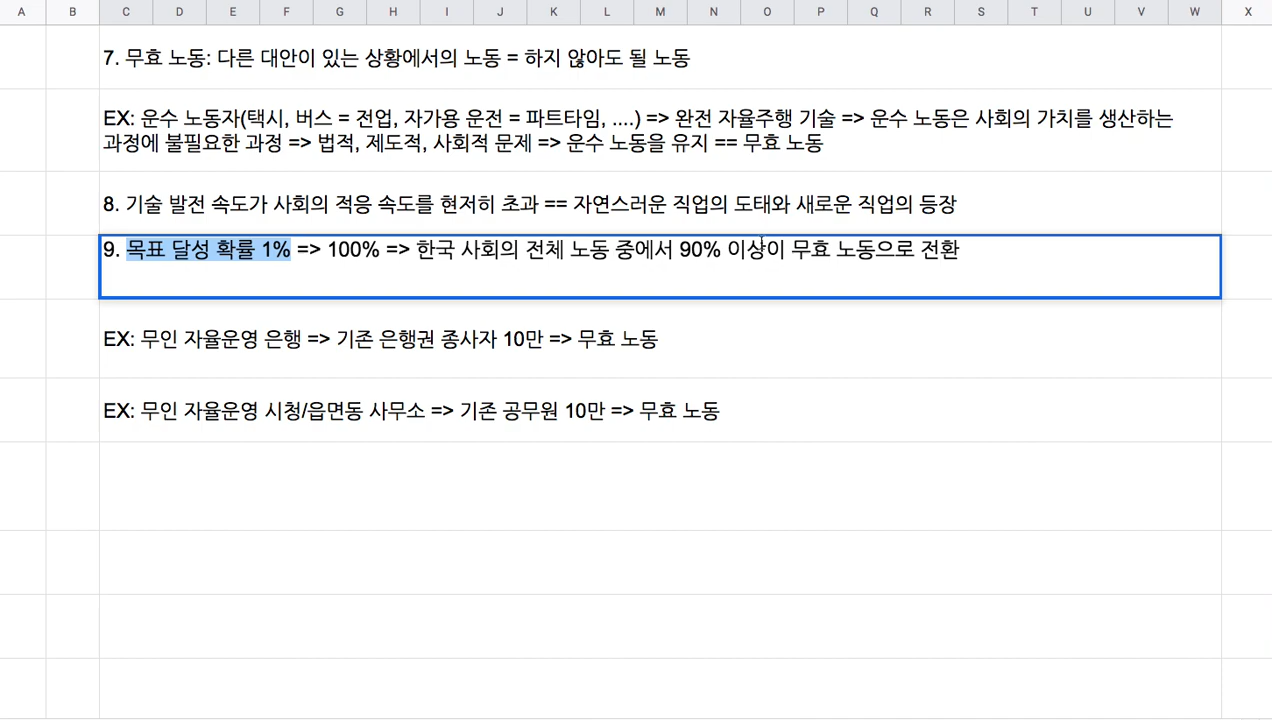 A B C D E F G H I J K L M N O P Q R S T U V W X
7. 무효 노동: 다른 대안이 있는 상황에서의 노동 = 하지 않아도 될 노동
EX: 운수 노동자(택시, 버스 = 전업, 자가용 운전 = 파트타임, ....) => 완전 자율주행 기술 => 운수 노동은 사회의 가치를 생산하는
과정에 불필요한 과정 => 법적, 제도적, 사회적 문제 => 운수 노동을 유지 == 무효 노동
8. 기술 발전 속도가 사회의 적응 속도를 현저히 초과 == 자연스러운 직업의 도태와 새로운 직업의 등장
9. 목표 달성 확률 1% => 100% => 한국 사회의 전체 노동 중에서 90% 이상이 무효 노동으로 전환
EX: 무인 자율운영 은행 => 기존 은행권 종사자 10만 => 무효 노동
EX: 무인 자율운영 시청/읍면동 사무소 => 기존 공무원 10만 => 무효 노동